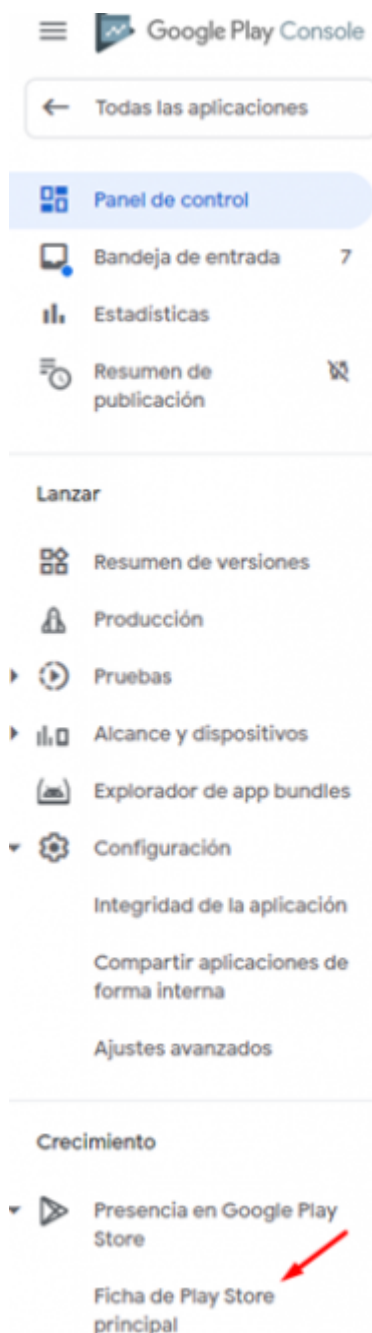 Google Play Console
Todas las aplicaciones
Panel de control
Bandeja de entrada 7
Estadísticas
Resumen de
publicación
Lanzar
Resumen de versiones
Producción
Pruebas
Alcance y dispositivos
Explorador de app bundles
Configuración
Integridad de la aplicación
Compartir aplicaciones de
forma interna
Ajustes avanzados
Crecimiento
Presencia en Google Play
Store
Ficha de Play Store
principal